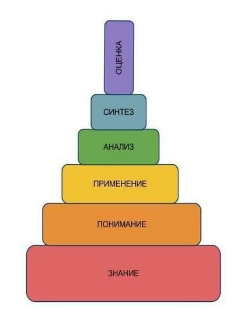 ОЦЕНКА
СИНТЕЗ
АНАЛИЗ
ПРИМЕНЕНИЕ
ПОНИМАНИЕ
ЗНАНИЕ